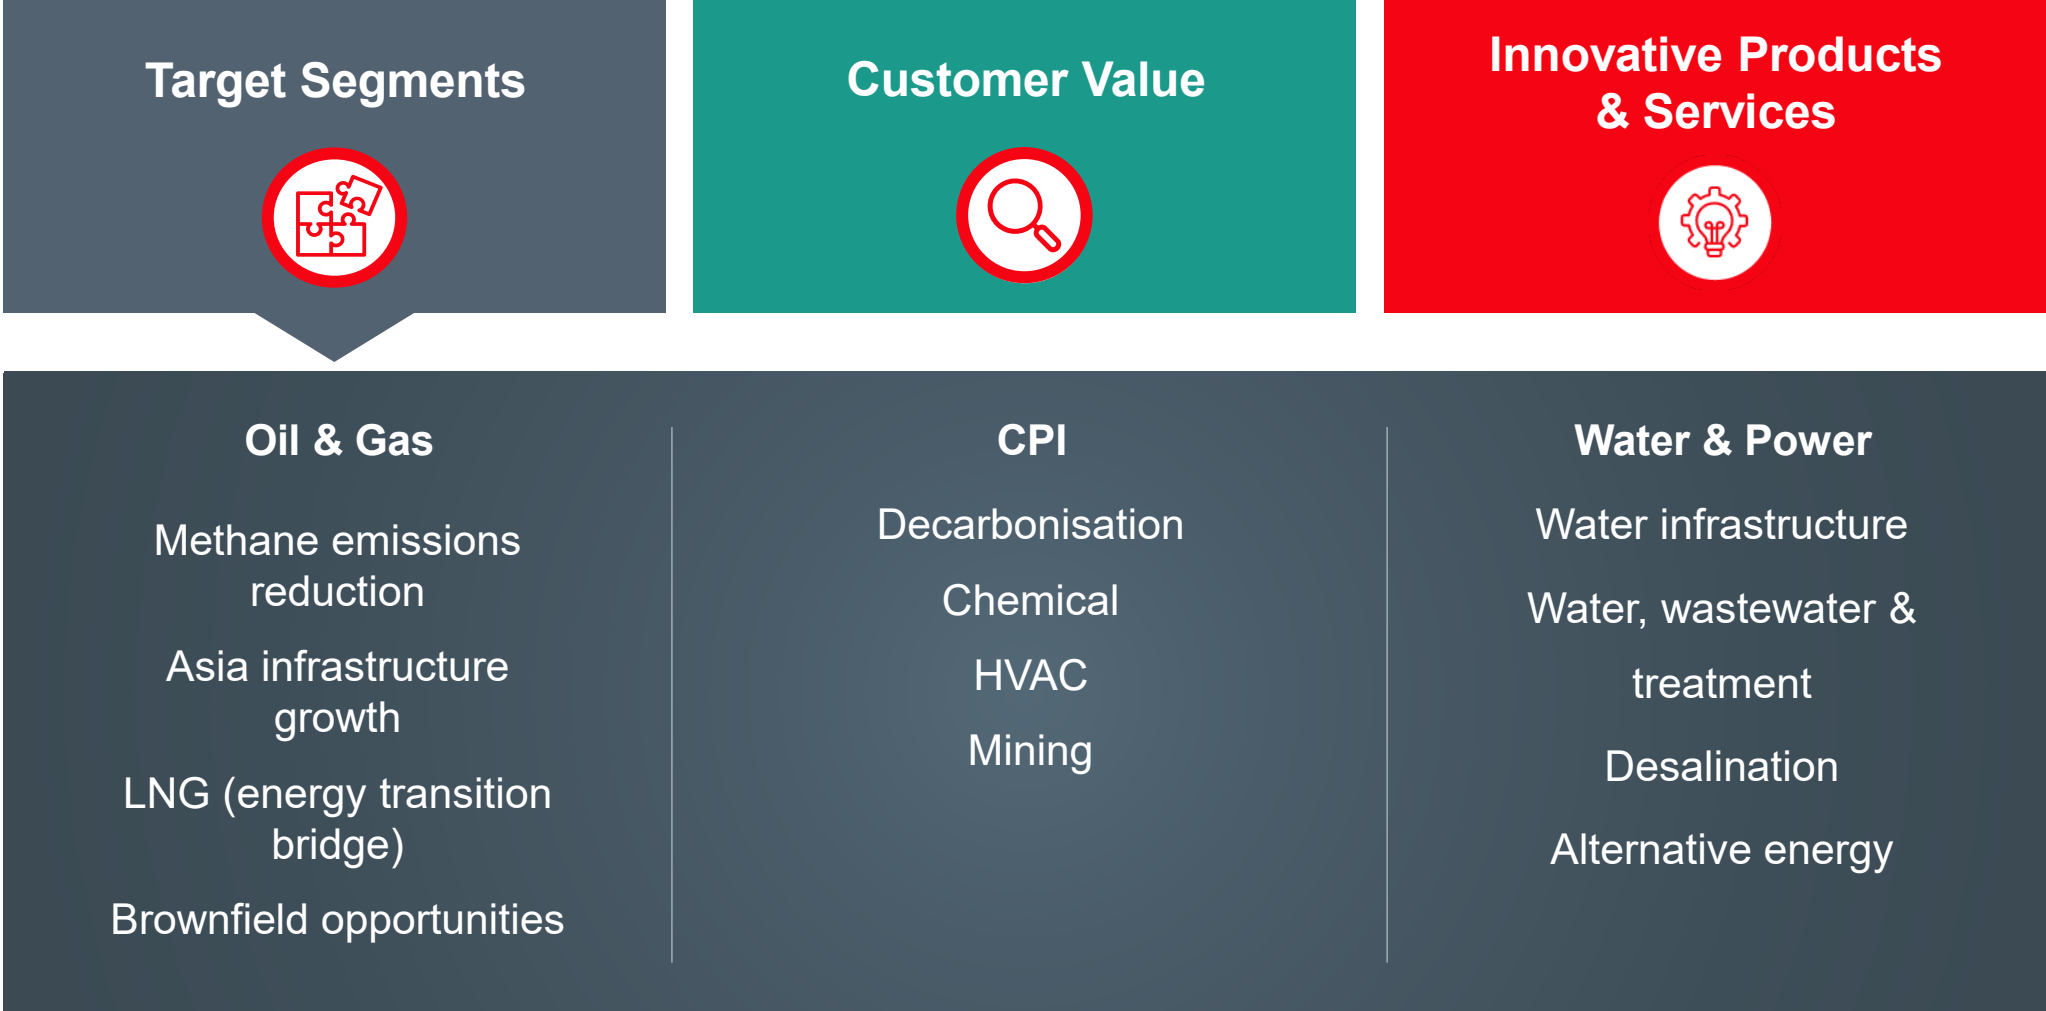 Target Segments
Customer Value
Innovative Products
& Services
Oil & Gas
Methane emissions
reduction
Asia infrastructure
growth
LNG (energy transition
bridge)
Brownfield opportunities
CPI
Decarbonisation
Chemical
HVAC
Mining
Water & Power
Water infrastructure
Water, wastewater &
treatment
Desalination
Alternative energy